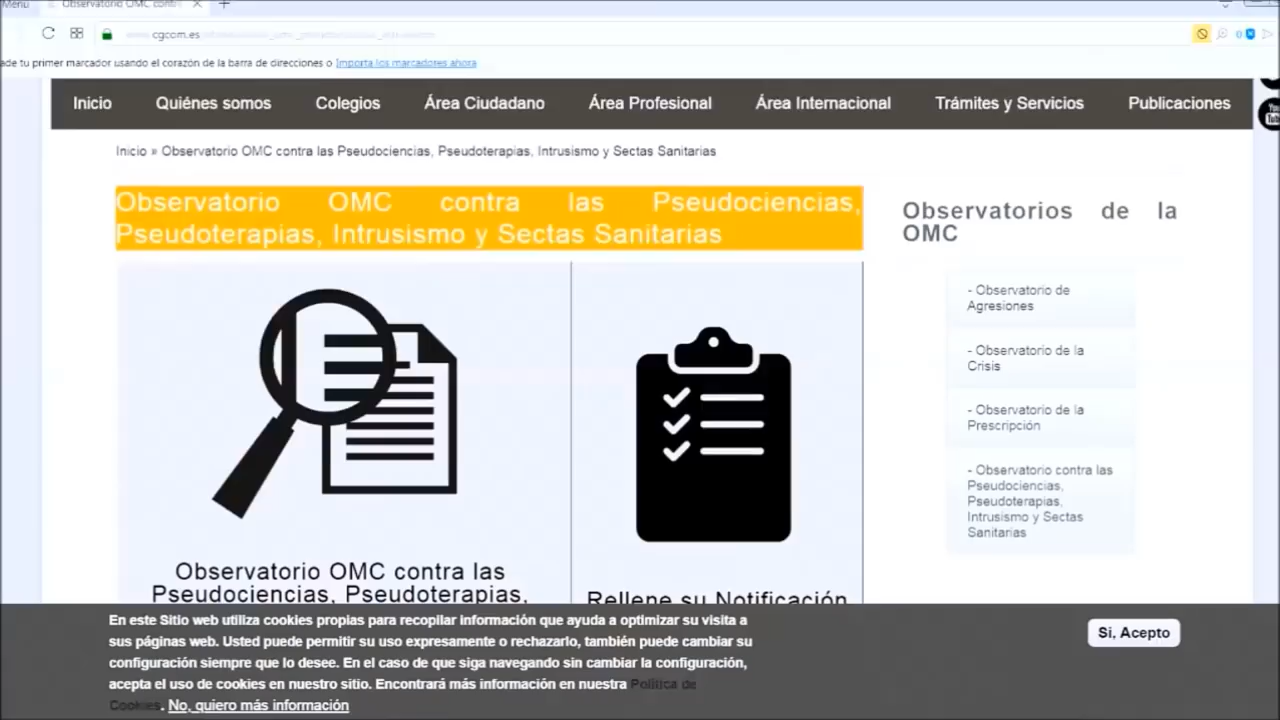 Menú
Observatorio OMC contr
cgcom.es
ade tu primer marcador usando el corazón de la barra de direcciones o Importa los marcadores ahora
Inicio Quiénes somos Colegios Área Ciudadano Área Profesional Área Internacional Trámites y Servicios Publicaciones
You
Tube
Inicio » Observatorio OMC contra las Pseudociencias, Pseudoterapias, Intrusismo y Sectas Sanitarias
Observatorio OMC contra las Pseudociencias,
Pseudoterapias, Intrusismo y Sectas Sanitarias
Observatorio OMC contra las
Pseudociencias, Pseudoterapias,
Rellene su Notificación
Observatorios de la
OMC
- Observatorio de
Agresiones
- Observatorio de la
Crisis
- Observatorio de la
Prescripción
- Observatorio contra las
Pseudociencias,
Pseudoterapias,
Intrusismo y Sectas
Sanitarias
En este Sitio web utiliza cookies propias para recopilar información que ayuda a optimizar su visita a
sus páginas web. Usted puede permitir su uso expresamente o rechazarlo, también puede cambiar su
configuración siempre que lo desee. En el caso de que siga navegando sin cambiar la configuración,
acepta el uso de cookies en nuestro sitio. Encontrará más información en nuestra Política de
Cookies. No, quiero más información
Si, Acepto